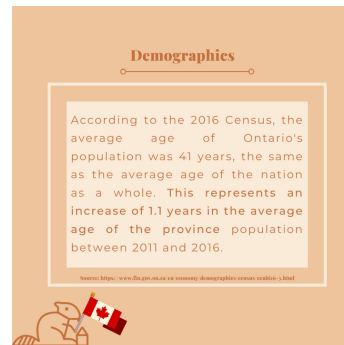 Demographics
According to the 2016 Census, the
average age of Ontario's
population was 41 years, the same
as the average age of the nation
as a whole. This represents an
increase of 1.1 years in the average
age of the province population
between 2011 and 2016.